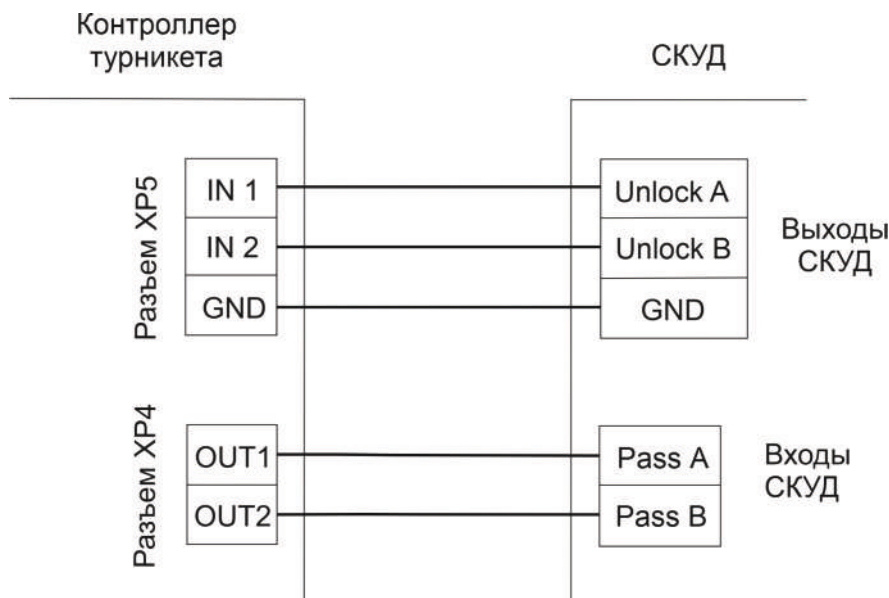 Контроллер
турникета
СКУД
Разъем XP5
IN 1
IN 2
GND
Unlock A
Unlock B
GND
Выходы
СКУД
Разъем XP4
OUT1
OUT2
Pass A
Pass B
Входы
СКУД